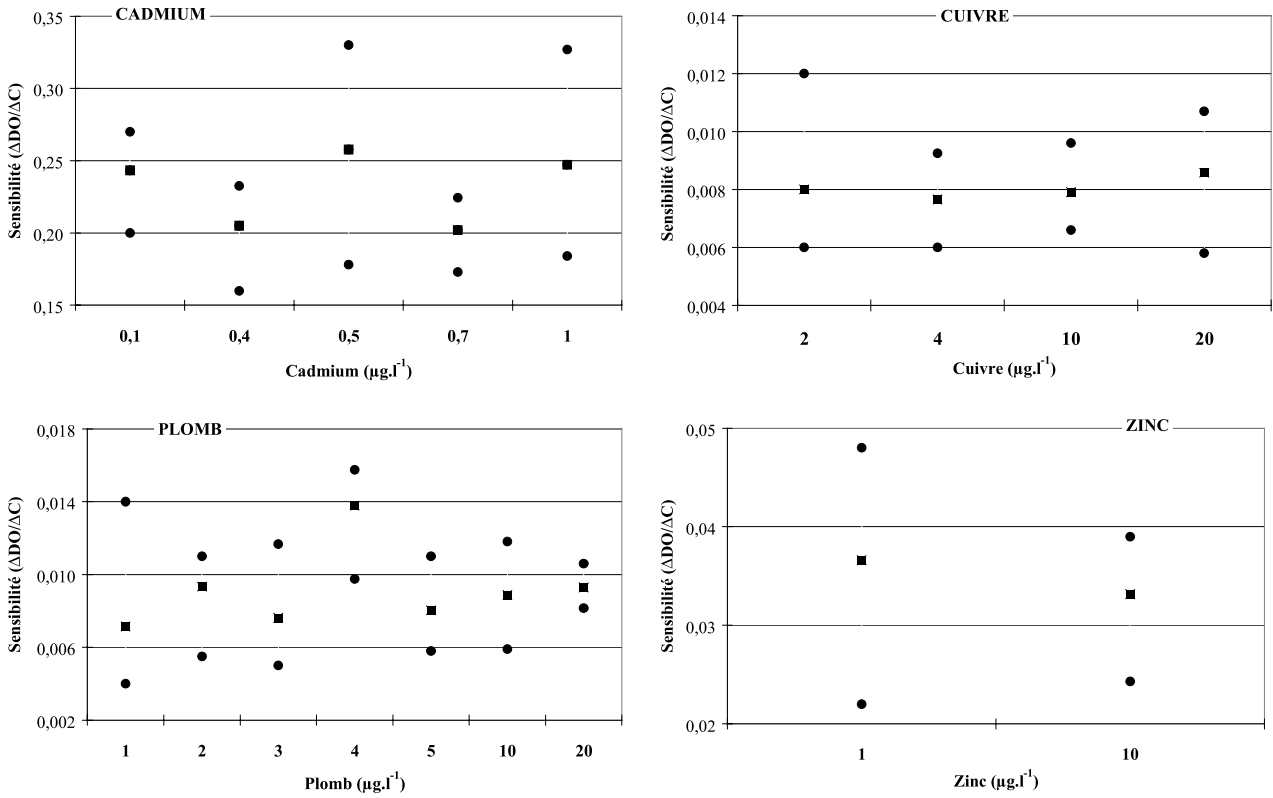 CADMIUM
Sensibilité (ΔDO/ΔC)
0,35
0,30
0,25
0,20
0,15
0,1 0,4 0,5 0,7 1
Cadmium (µg.l-1)
CUIVRE
Sensibilité (ΔDO/ΔC)
0,014
0,012
0,010
0,008
0,006
0,004
2 4 10 20
Cuivre (µg.l-1)
PLOMB
Sensibilité (ΔDO/ΔC)
0,018
0,014
0,010
0,006
0,002
1 2 3 4 5 10 20
Plomb (µg.l-1)
ZINC
Sensibilité (ΔDO/ΔC)
0,05
0,04
0,03
0,02
1 10
Zinc (µg.l-1)